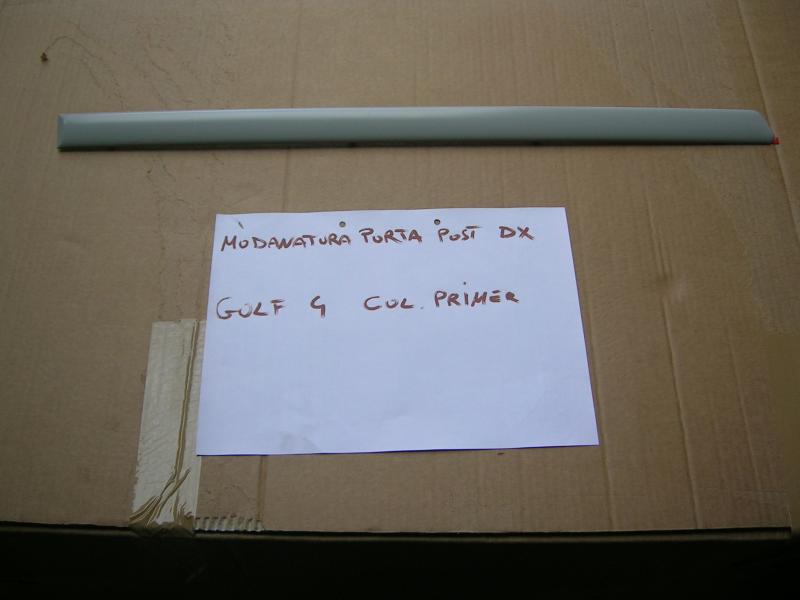 MODANATURA PORTA POST DX
GOLF 4 COL. PRIMER